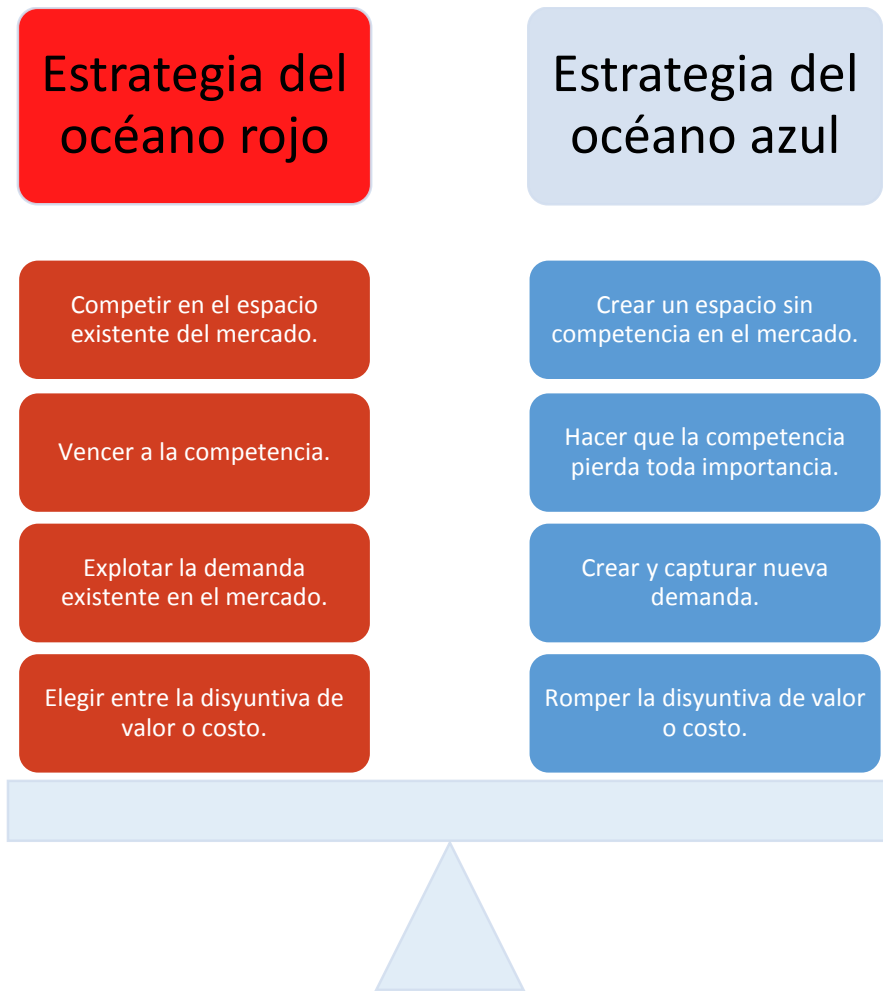 Estrategia del
océano rojo
Competir en el espacio
existente del mercado.
Vencer a la competencia.
Explotar la demanda
existente en el mercado.
Elegir entre la disyuntiva de
valor o costo.
Estrategia del
océano azul
Crear un espacio sin
competencia en el mercado.
Hacer que la competencia
pierda toda importancia.
Crear y capturar nueva
demanda.
Romper la disyuntiva de valor
o costo.